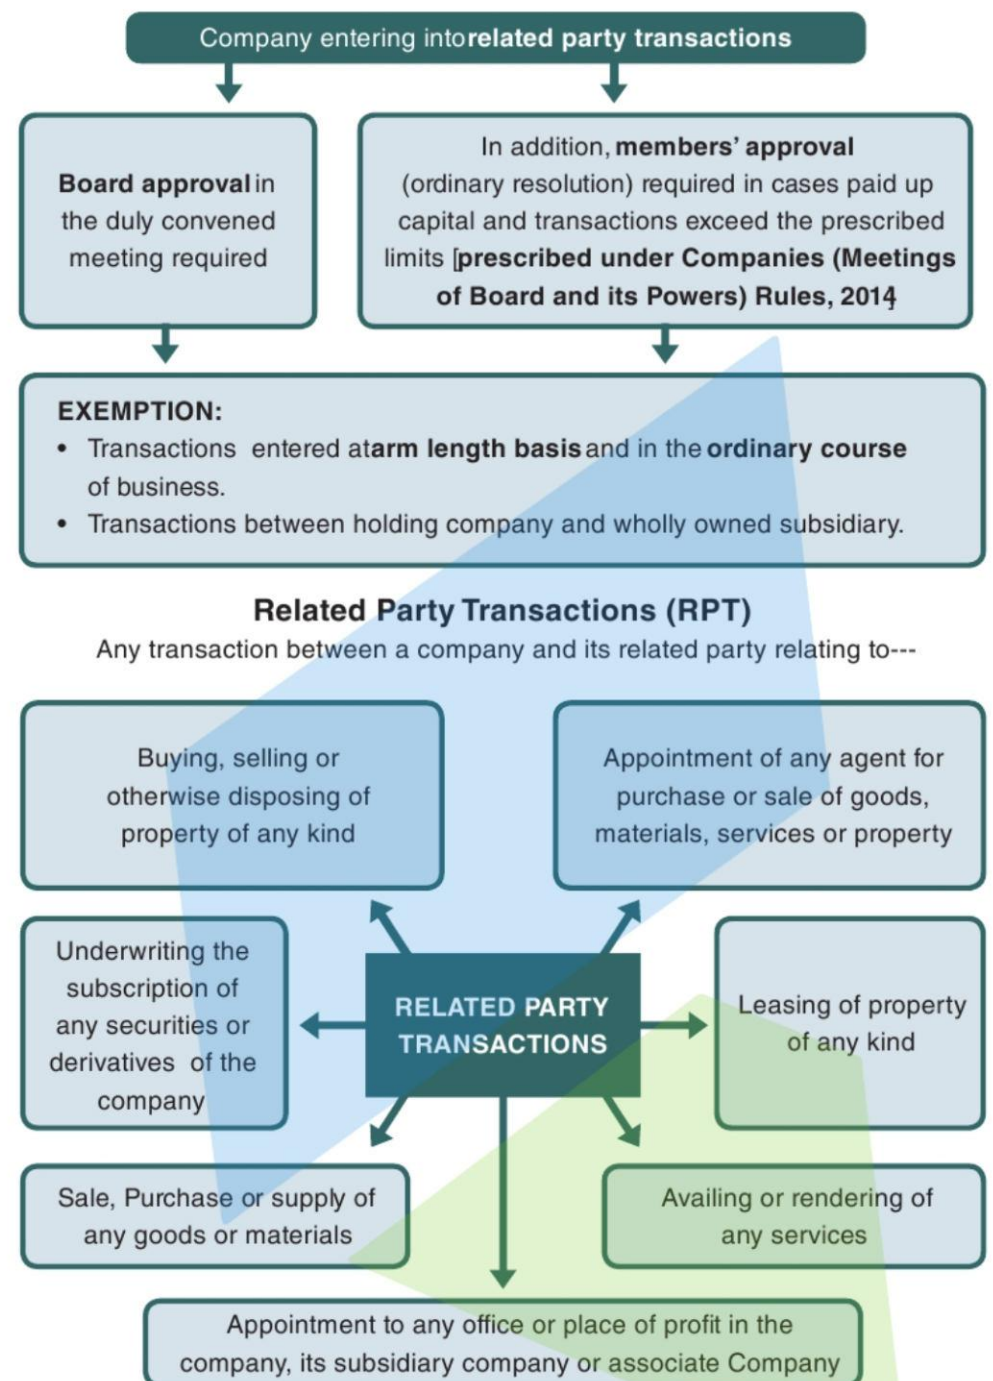 Company entering into related party transactions
Board approval in
the duly convened
meeting required
In addition, members' approval
(ordinary resolution) required in cases paid up
capital and transactions exceed the prescribed
limits [prescribed under Companies (Meetings
of Board and its Powers) Rules, 2014]
EXEMPTION:
• Transactions entered at arm length basis and in the ordinary course
of business.
• Transactions between holding company and wholly owned subsidiary.
Related Party Transactions (RPT)
Any transaction between a company and its related party relating to---
Buying, selling or
otherwise disposing of
property of any kind
Appointment of any agent for
purchase or sale of goods,
materials, services or property
Underwriting the
subscription of
any securities or
derivatives of the
company
RELATED PARTY
TRANSACTIONS
Leasing of property
of any kind
Sale, Purchase or supply of
any goods or materials
Availing or rendering of
any services
Appointment to any office or place of profit in the
company, its subsidiary company or associate Company